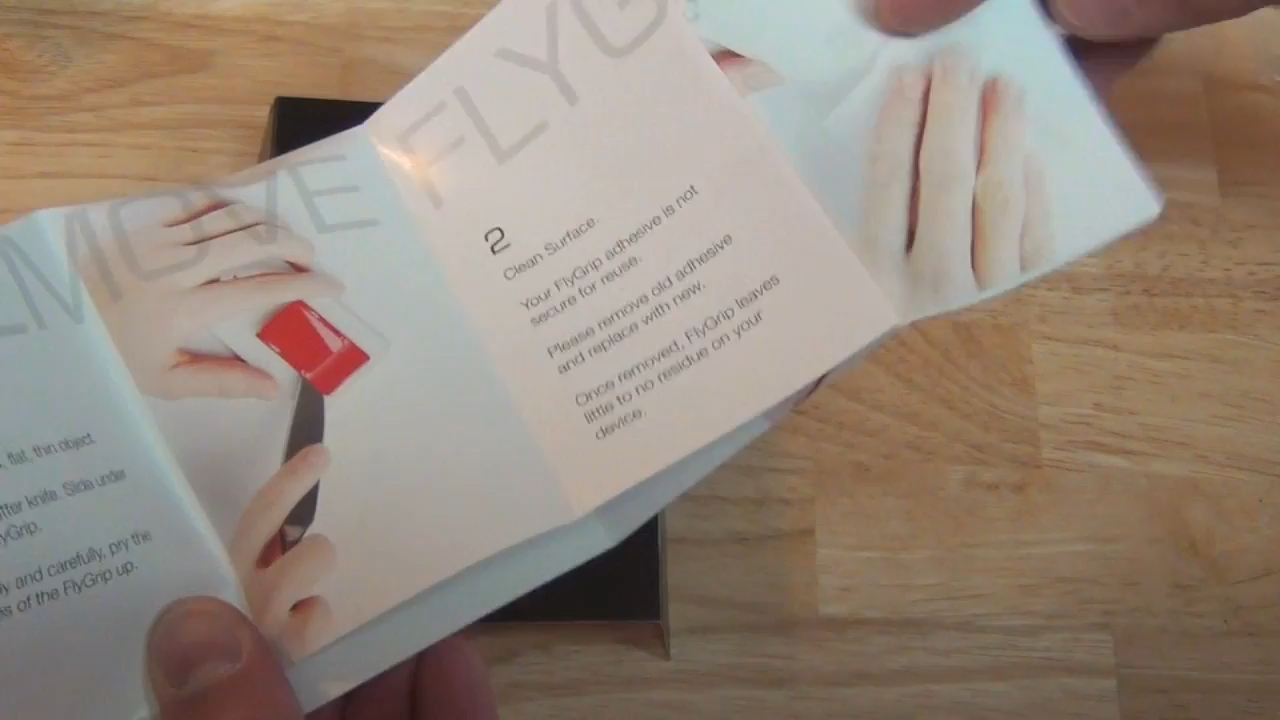 MOVE FLYG
, flat, thin object.
knife. Slide under
and carefully, pry the
of the FlyGrip up.
2
Clean Surface.
Your FlyGrip adhesive is not
secure for reuse.
Please remove old adhesive
and replace with new.
Once removed, FlyGrip leaves
little to no residue on your
device.